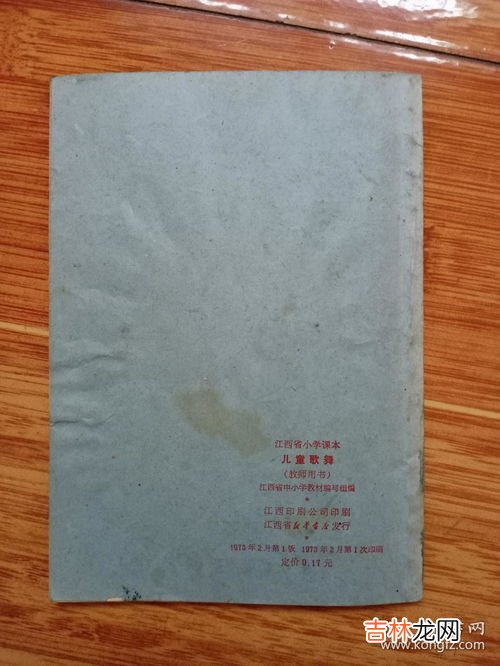 江西省小学课本
儿童歌舞
(教师用书)
江西省中小学教材编写组编
江西印刷公司印刷
江西省新华书店发行
1973年2月第1版 1973年2月第1次印刷
定价0.17元
www.kongfz.com
吉林龙网